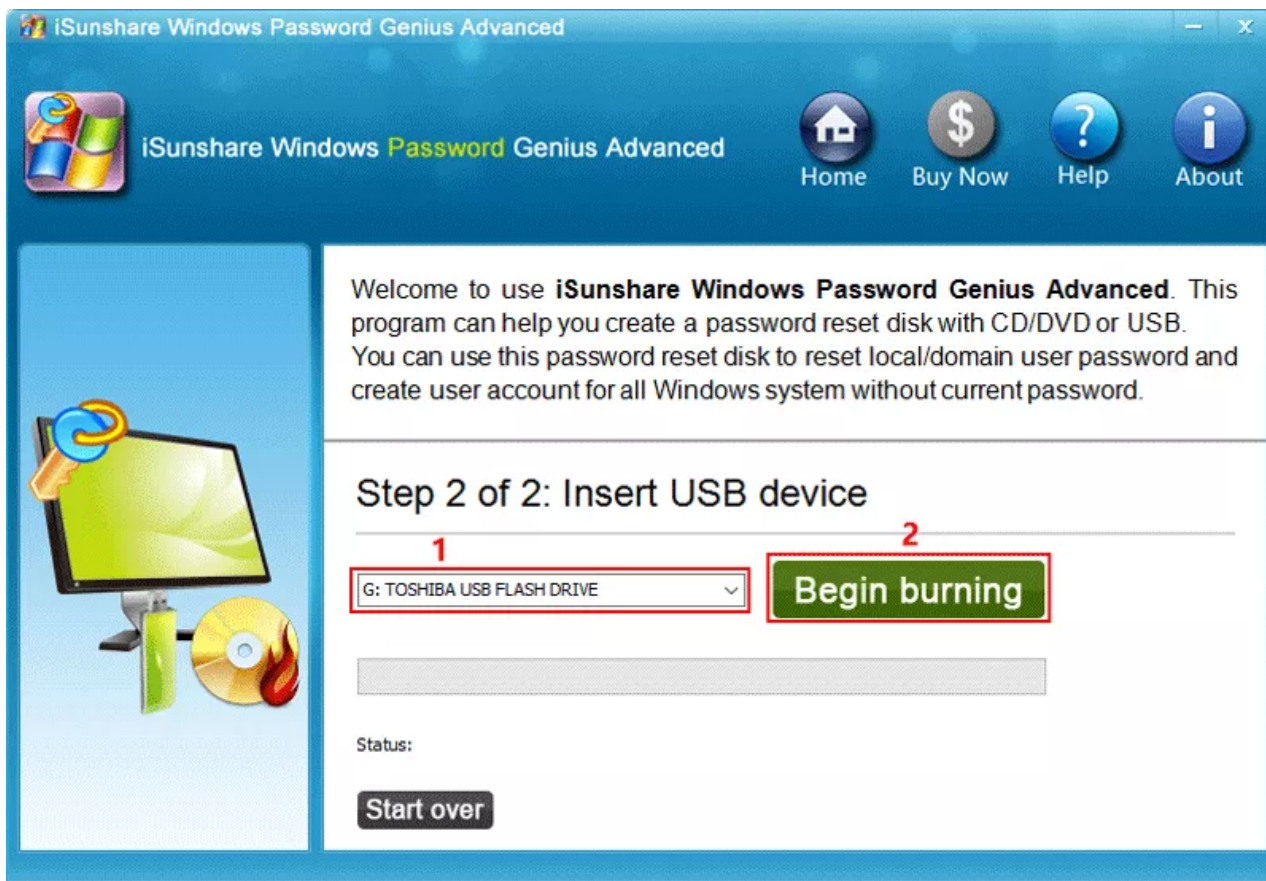 iSunshare Windows Password Genius Advanced
iSunshare Windows Password Genius Advanced
Home
Buy Now
Help
About
Welcome to use iSunshare Windows Password Genius Advanced. This
program can help you create a password reset disk with CD/DVD or USB.
You can use this password reset disk to reset local/domain user password and
create user account for all Windows system without current password.
Step 2 of 2: Insert USB device
1
2
G: TOSHIBA USB FLASH DRIVE
Begin burning
Status:
Start over